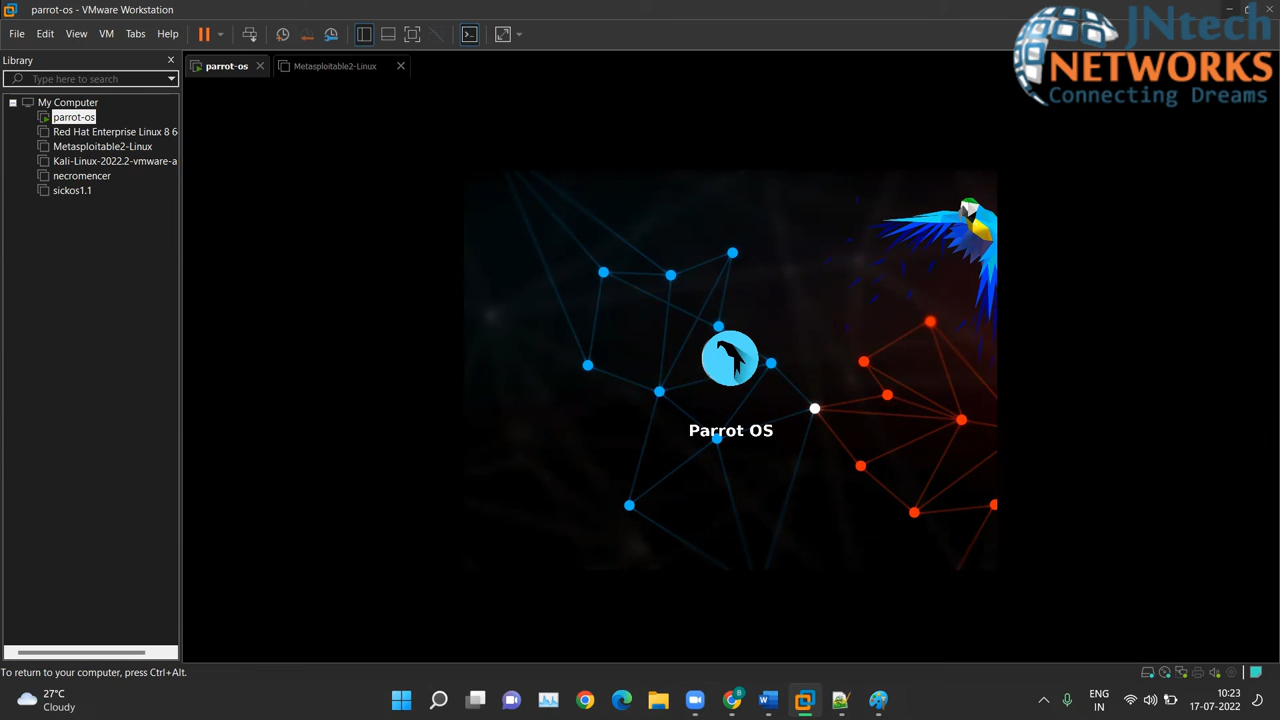 parrot-os - VMware Workstation
File Edit View VM Tabs Help
JNtech
NETWORKS
Connecting Dreams
Library
Type here to search
parrot-os
Metasploitable2-Linux
My Computer
parrot-os
Red Hat Enterprise Linux 8 6
Metasploitable2-Linux
Kali-Linux-2022.2-vmware-a
necromencer
sickos1.1
Parrot OS
To return to your computer, press Ctrl+Alt.
27°C
Cloudy
ENG
IN
10:23
17-07-2022